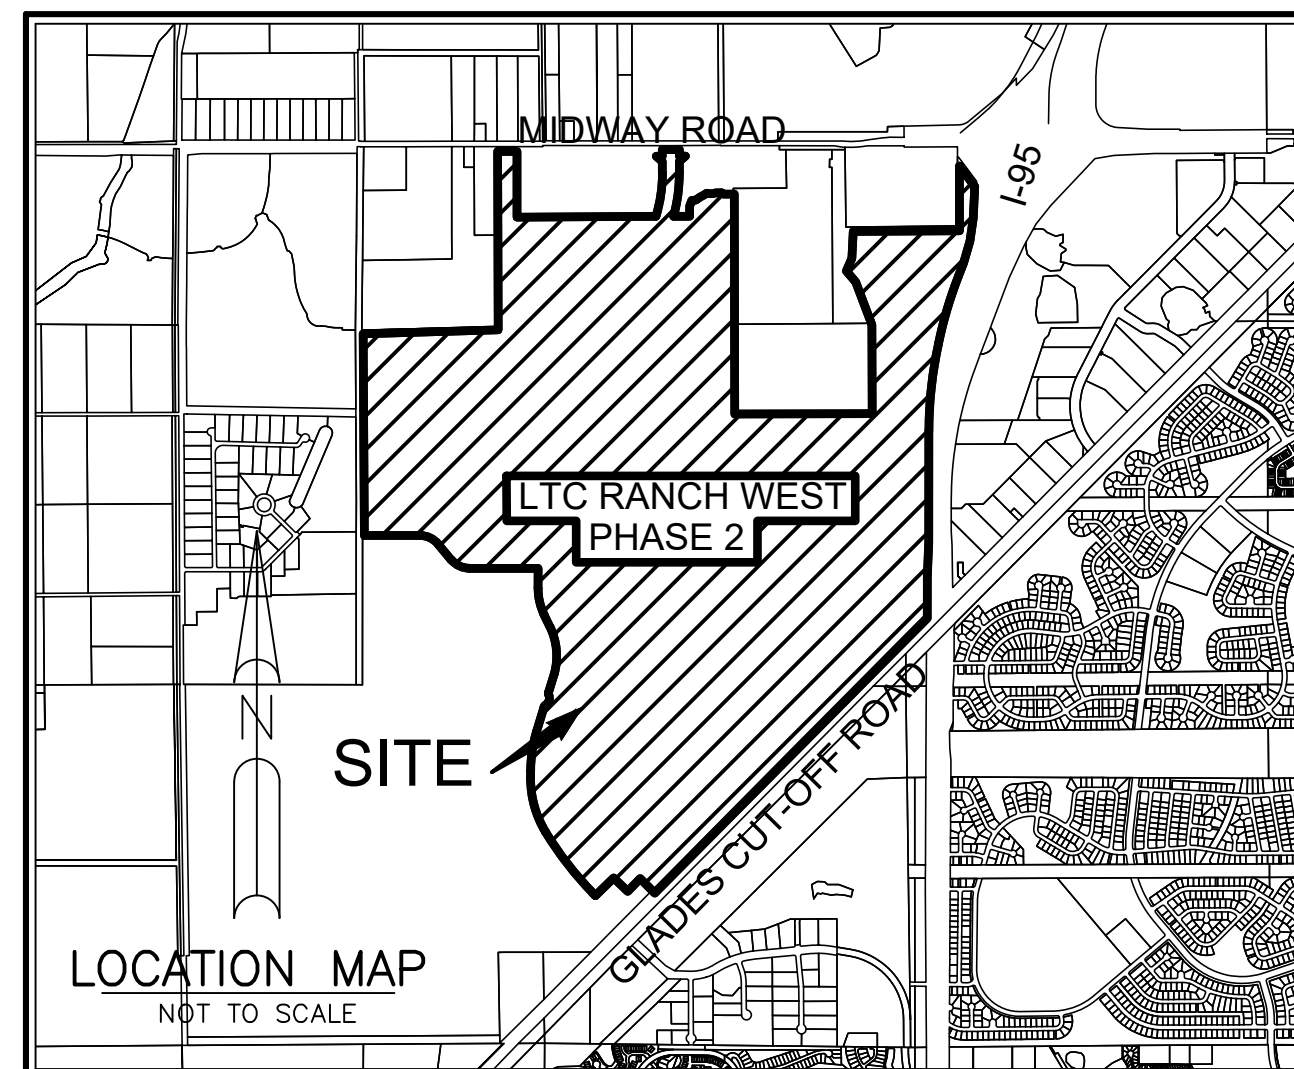 MIDWAY ROAD
I-95
LTC RANCH WEST
PHASE 2
N
SITE
GLADES CUT-OFF ROAD
LOCATION MAP
NOT TO SCALE